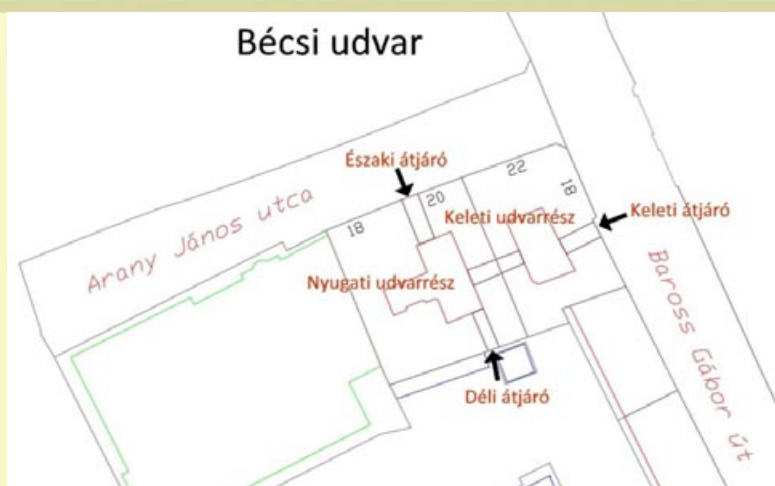 Bécsi udvar
Északi átjáró
Arany János utca
18
20
22
18
Keleti udvarrész
Keleti átjáró
Nyugati udvarrész
Baross Gábor út
Déli átjáró